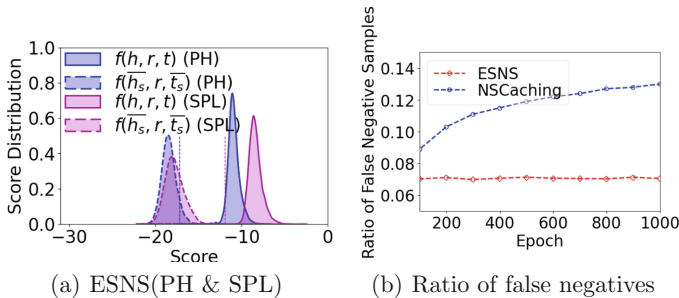 1.0
0.8
0.6
0.4
0.2
0.0
Score Distribution
f(h, r, t) (PH)
f(h̅s̅, r, t̅s̅) (PH)
f(h, r, t) (SPL)
f(h̅s̅, r, t̅s̅) (SPL)
−30 −20 −10 0
Score
(a) ESNS(PH & SPL)
Ratio of False Negative Samples
0.14
0.12
0.10
0.08
0.06
ESNS
NSCaching
200 400 600 800 1000
Epoch
(b) Ratio of false negatives